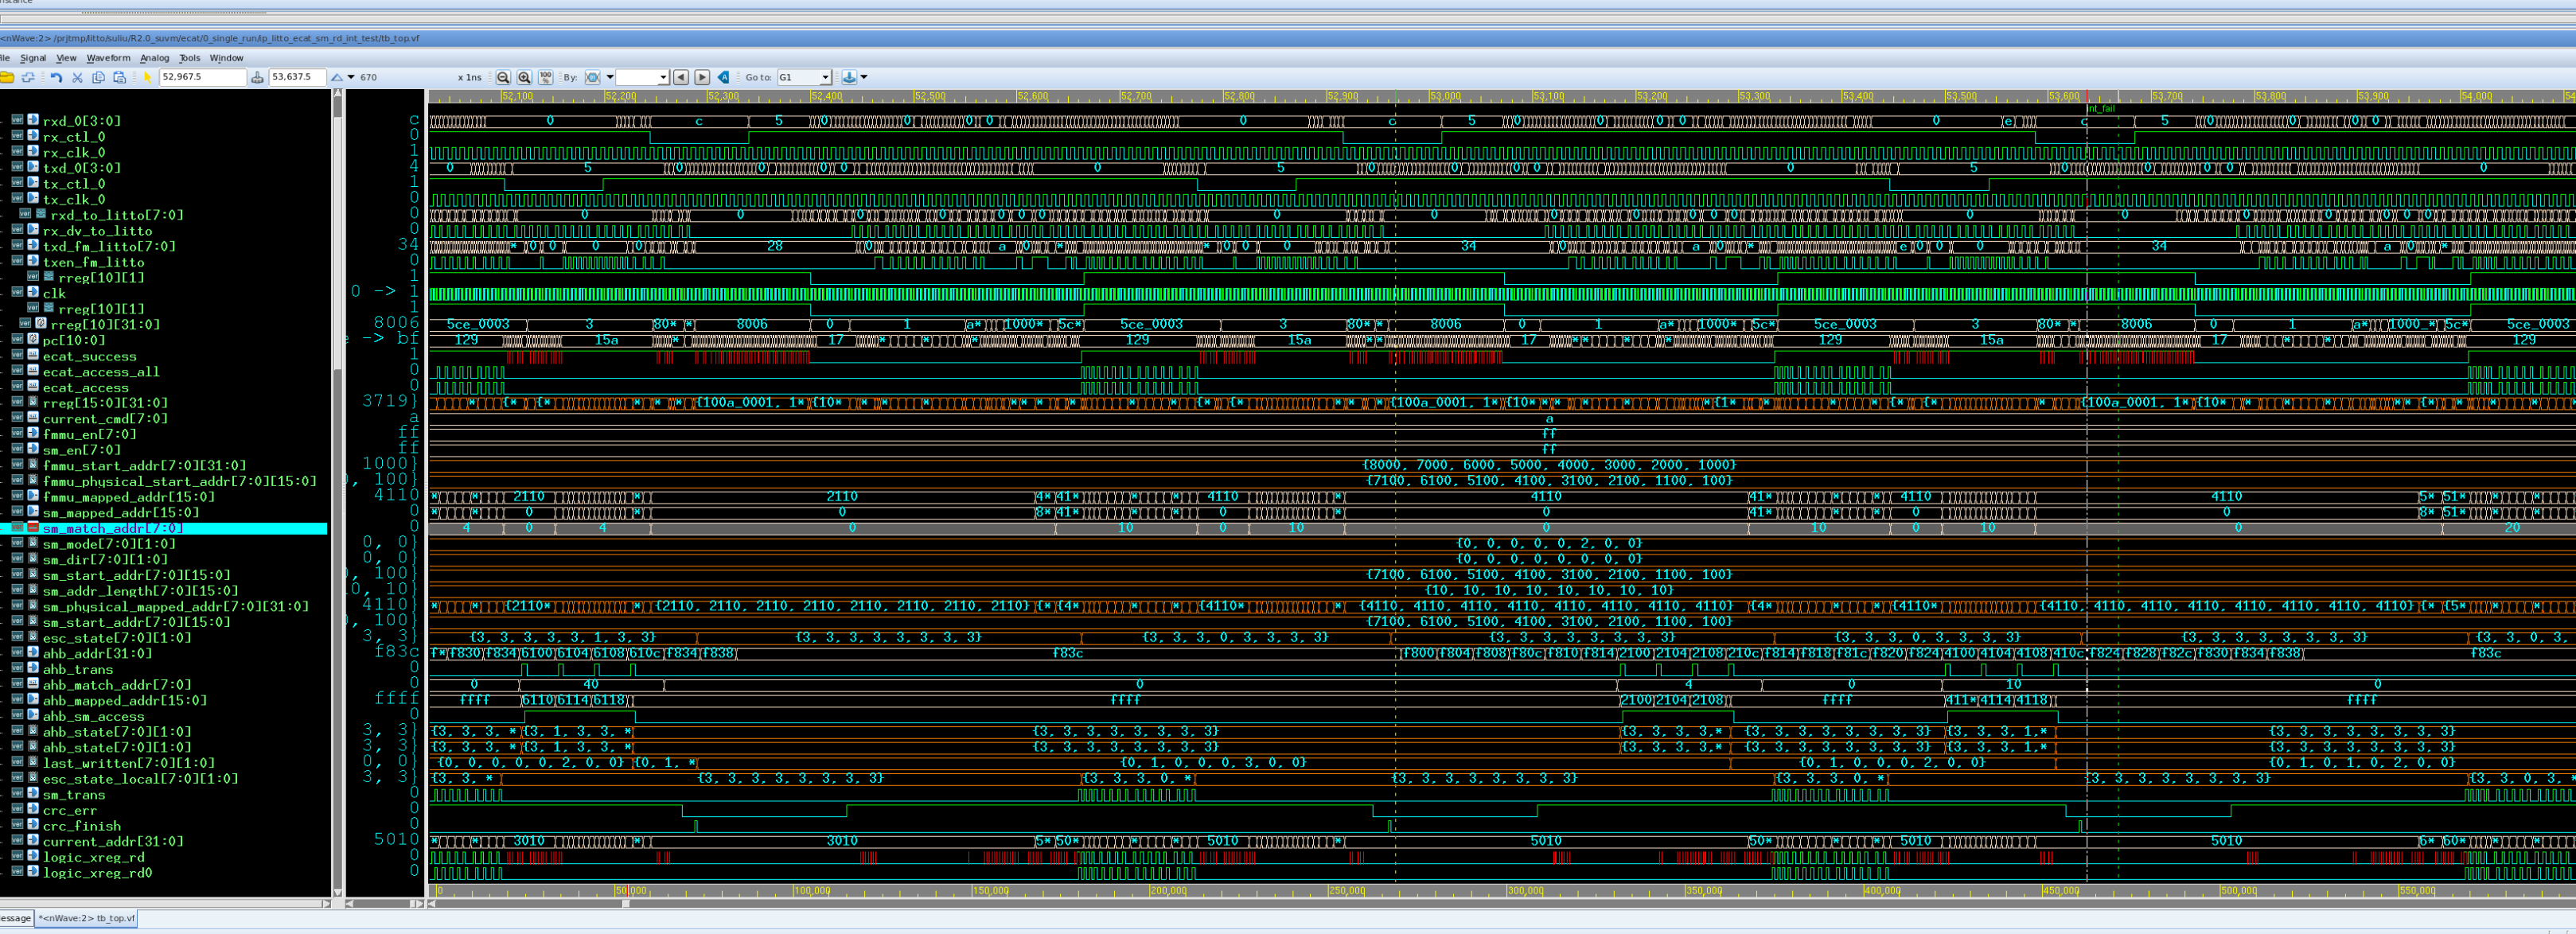 nstance
<nWave:2> /prjtmp/litto/suliu/R2.0_suvm/ecat/0_single_run/ip_litto_ecat_sm_rd_int_test/tb_top.vf
ile Signal View Waveform Analog Tools Window
52,967.5 53,637.5 670 x 1ns By: Go to: G1
52,100 52,200 52,300 52,400 52,500 52,600 52,700 52,800 52,900 53,000 53,100 53,200 53,300 53,400 53,500 53,600 53,700 53,800 53,900 54,000
int_fail
rxd_0[3:0] c 0 c 5 0 0 0 0 0 c 5 0 0 0 0 0 e c 5 0 0 0 0
rx_ctl_0 0
rx_clk_0 1
txd_0[3:0] 4 0 5 0 0 0 0 0 5 0 0 0 0 0 5 0 0 0 0
tx_ctl_0 1
tx_clk_0 0
rxd_to_litto[7:0] 0
rx_dv_to_litto 0
txd_fm_litto[7:0] 34 * 0 0 0 0 28 0 a 0 * * 0 0 0 34 0 a 0 * e 0 0 0 34 a 0 *
txen_fm_litto 0
rreg[10][1] 1
clk 0 -> 1
rreg[10][1] 1
rreg[10][31:0] 8006 5ce_0003 3 80* * 8006 0 1 a* 1000* 5c* 5ce_0003 3 80* * 8006 0 1 a* 1000* 5c* 5ce_0003 3 80* * 8006 0 1 a* 1000_* 5c* 5ce_0003
pc[10:0] -> bf 129 15a 17 129 15a 17 129 15a 17 129
ecat_success 1
ecat_access_all 0
ecat_access 0
rreg[15:0][31:0] 3719} {100a_0001, 1* {10* {100a_0001, 1* {10* {1* {100a_0001, 1* {10*
current_cmd[7:0] a a
fmmu_en[7:0] ff ff
sm_en[7:0] ff ff
fmmu_start_addr[7:0][31:0] 1000} {8000, 7000, 6000, 5000, 4000, 3000, 2000, 1000}
fmmu_physical_start_addr[7:0][15:0] , 100} {7100, 6100, 5100, 4100, 3100, 2100, 1100, 100}
fmmu_mapped_addr[15:0] 4110 2110 2110 4* 41* 4110 4110 41* 4110 4110 5* 51*
sm_mapped_addr[15:0] 0 0 0 8* 41* 0 0 41* 0 0 8* 51*
sm_match_addr[7:0] 0 4 0 4 0 10 0 10 0 10 0 10 0 20
sm_mode[7:0][1:0] 0, 0} {0, 0, 0, 0, 0, 2, 0, 0}
sm_dir[7:0][1:0] 0, 0} {0, 0, 0, 0, 0, 0, 0, 0}
sm_start_addr[7:0][15:0] , 100} {7100, 6100, 5100, 4100, 3100, 2100, 1100, 100}
sm_addr_length[7:0][15:0] 0, 10} {10, 10, 10, 10, 10, 10, 10, 10}
sm_physical_mapped_addr[7:0][31:0] 4110} {2110* {2110, 2110, 2110, 2110, 2110, 2110, 2110, 2110} {* {4* {4110* {4110, 4110, 4110, 4110, 4110, 4110, 4110, 4110} {4* {4110* {4110, 4110, 4110, 4110, 4110, 4110, 4110, 4110} {* {5*
sm_start_addr[7:0][15:0] , 100} {7100, 6100, 5100, 4100, 3100, 2100, 1100, 100}
esc_state[7:0][1:0] 3, 3} {3, 3, 3, 3, 3, 1, 3, 3} {3, 3, 3, 3, 3, 3, 3, 3} {3, 3, 3, 0, 3, 3, 3, 3} {3, 3, 3, 3, 3, 3, 3, 3} {3, 3, 3, 0, 3, 3, 3, 3} {3, 3, 3, 3, 3, 3, 3, 3} {3, 3, 0, 3,
ahb_addr[31:0] f83c f* f830 f834 6100 6104 6108 610c f834 f838 f83c f800 f804 f808 f80c f810 f814 2100 2104 2108 210c f814 f818 f81c f820 f824 4100 4104 4108 410c f824 f828 f82c f830 f834 f838 f83c
ahb_trans 0
ahb_match_addr[7:0] 0 0 40 0 4 0 10 0
ahb_mapped_addr[15:0] ffff ffff 6110 6114 6118 ffff 2100 2104 2108 ffff 411* 4114 4118 ffff
ahb_sm_access 0
ahb_state[7:0][1:0] 3, 3} {3, 3, 3, * {3, 1, 3, 3, * {3, 3, 3, 3, 3, 3, 3, 3} {3, 3, 3, 3,* {3, 3, 3, 3, 3, 3, 3, 3} {3, 3, 3, 1,* {3, 3, 3, 3, 3, 3, 3, 3}
ahb_state[7:0][1:0] 3, 3} {3, 3, 3, * {3, 1, 3, 3, * {3, 3, 3, 3, 3, 3, 3, 3} {3, 3, 3, 3,* {3, 3, 3, 3, 3, 3, 3, 3} {3, 3, 3, 1,* {3, 3, 3, 3, 3, 3, 3, 3}
last_written[7:0][1:0] 0, 0} {0, 0, 0, 0, 0, 2, 0, 0} {0, 1, * {0, 1, 0, 0, 0, 3, 0, 0} {0, 1, 0, 0, 0, 2, 0, 0} {0, 1, 0, 1, 0, 2, 0, 0}
esc_state_local[7:0][1:0] 3, 3} {3, 3, * {3, 3, 3, 3, 3, 3, 3, 3} {3, 3, 3, 0, * {3, 3, 3, 3, 3, 3, 3, 3} {3, 3, 3, 0, * {3, 3, 3, 3, 3, 3, 3, 3} {3, 3, 0, 3, *
sm_trans 0
crc_err 0
crc_finish 0
current_addr[31:0] 5010 3010 3010 5* 50* 5010 5010 50* 5010 5010 6* 60*
logic_xreg_rd 0
logic_xreg_rd0 0
0 50,000 100,000 150,000 200,000 250,000 300,000 350,000 400,000 450,000 500,000 550,000
essage *<nWave:2> tb_top.vf